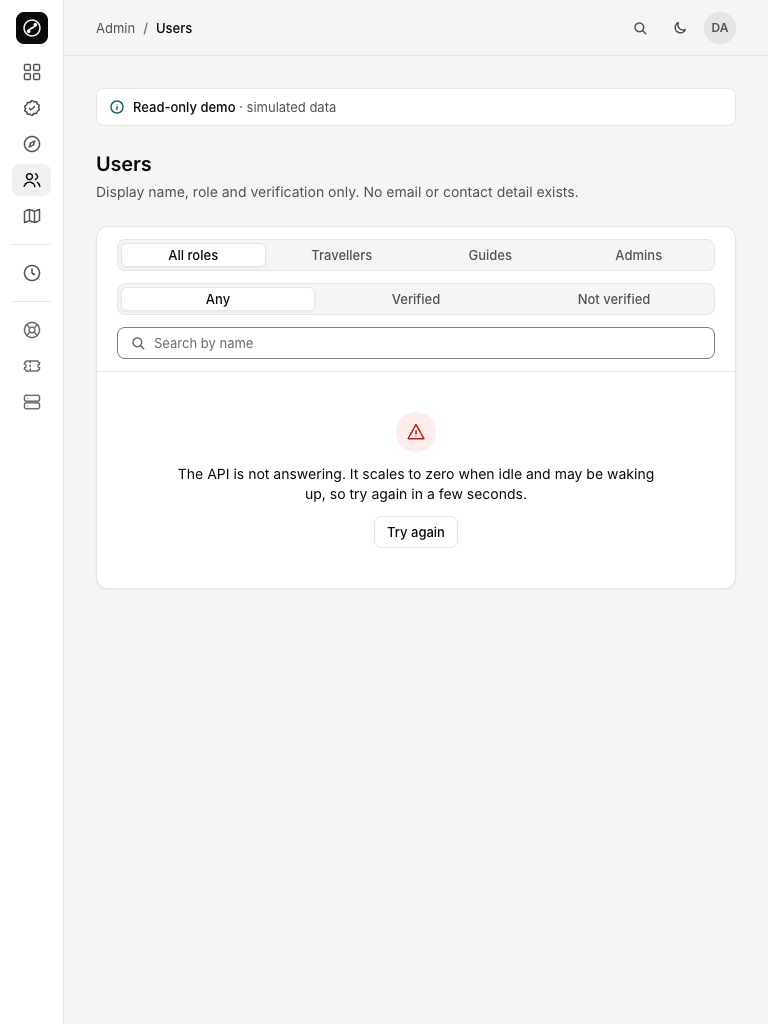 Admin / Users
DA
Read-only demo · simulated data
Users
Display name, role and verification only. No email or contact detail exists.
All roles Travellers Guides Admins
Any Verified Not verified
Search by name
The API is not answering. It scales to zero when idle and may be waking
up, so try again in a few seconds.
Try again